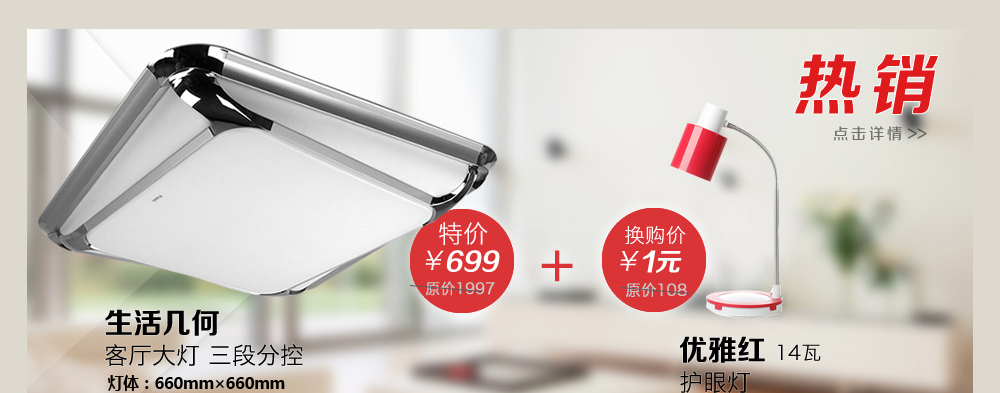 热销
点击详情 >>
特价
￥699
原价1997
+
换购价
￥1元
原价108
生活几何
客厅大灯 三段分控
灯体：660mm×660mm
优雅红 14瓦
护眼灯